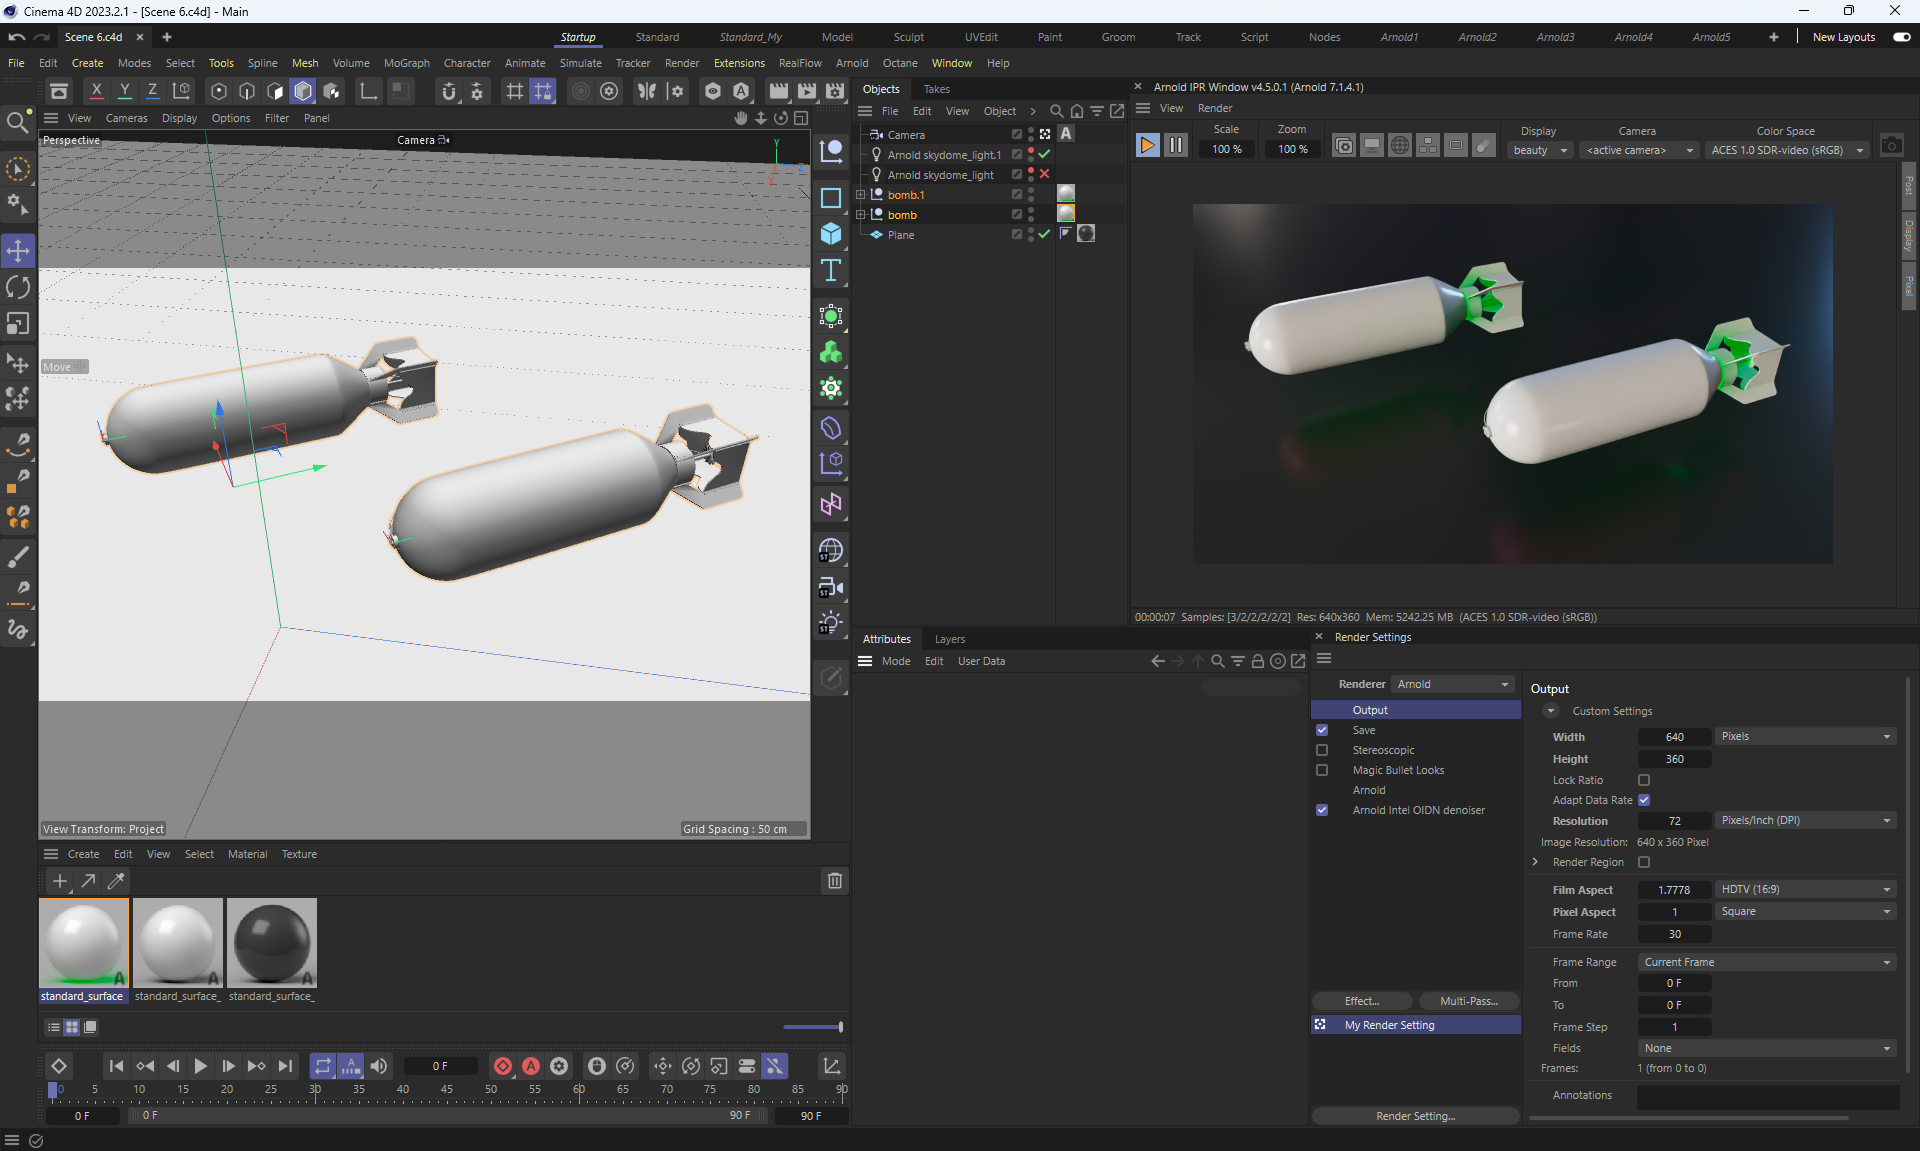 Cinema 4D 2023.2.1 - [Scene 6.c4d] - Main
Scene 6.c4d
Startup Standard Standard_My Model Sculpt UVEdit Paint Groom Track Script Nodes Arnold1 Arnold2 Arnold3 Arnold4 Arnold5 New Layouts
File Edit Create Modes Select Tools Spline Mesh Volume MoGraph Character Animate Simulate Tracker Render Extensions RealFlow Arnold Octane Window Help
X Y Z
View Cameras Display Options Filter Panel
Perspective
Camera
Y
Z
X
Move
View Transform: Project
Grid Spacing : 50 cm
ST
ST
ST
Objects Takes
File Edit View Object
Camera
Arnold skydome_light.1
Arnold skydome_light
bomb.1
bomb
Plane
Arnold IPR Window v4.5.0.1 (Arnold 7.1.4.1)
View Render
Scale Zoom Display Camera Color Space
100 % 100 % beauty <active camera> ACES 1.0 SDR-video (sRGB)
Post
Display
Pixel
00:00:07 Samples: [3/2/2/2/2/2] Res: 640x360 Mem: 5242.25 MB (ACES 1.0 SDR-video (sRGB))
Attributes Layers
Mode Edit User Data
Render Settings
Renderer Arnold
Output
Save
Stereoscopic
Magic Bullet Looks
Arnold
Arnold Intel OIDN denoiser
Effect... Multi-Pass...
My Render Setting
Render Setting...
Output
Custom Settings
Width 640 Pixels
Height 360
Lock Ratio
Adapt Data Rate
Resolution 72 Pixels/Inch (DPI)
Image Resolution: 640 x 360 Pixel
Render Region
Film Aspect 1.7778 HDTV (16:9)
Pixel Aspect 1 Square
Frame Rate 30
Frame Range Current Frame
From 0 F
To 0 F
Frame Step 1
Fields None
Frames: 1 (from 0 to 0)
Annotations
Create Edit View Select Material Texture
standard_surface standard_surface_ standard_surface_
0 F
0 5 10 15 20 25 30 35 40 45 50 55 60 65 70 75 80 85 90
0 F 0 F 90 F 90 F